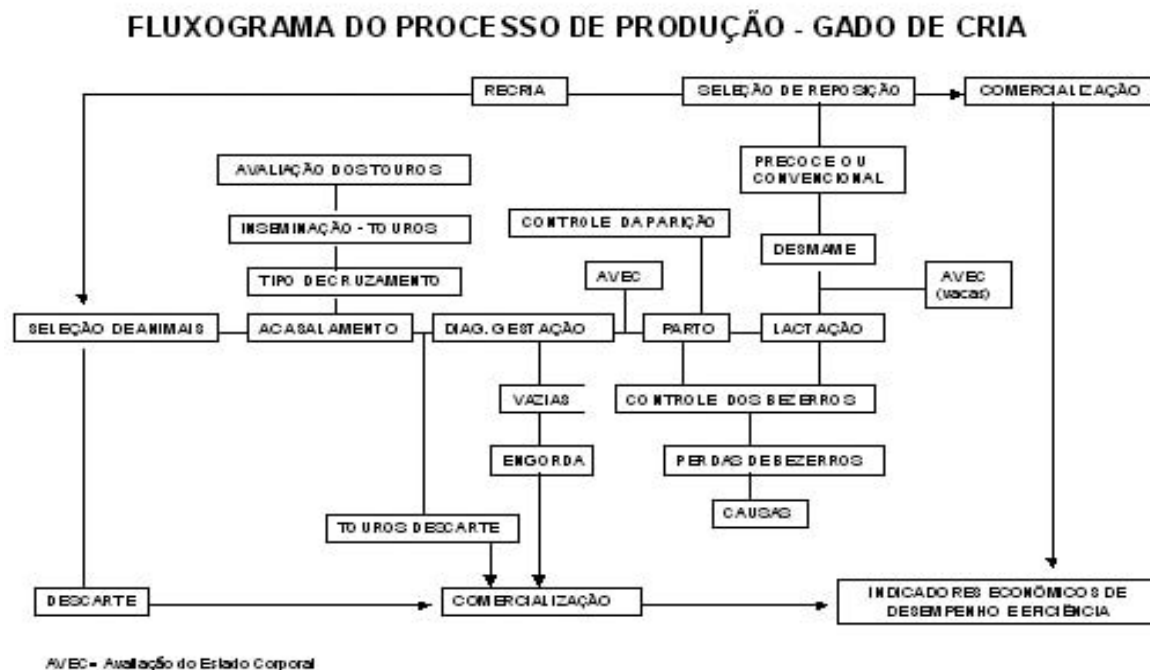 FLUXOGRAMA DO PROCESSO DE PRODUÇÃO - GADO DE CRIA
RECRIA
SELEÇÃO DE REPOSIÇÃO
COMERCIALIZAÇÃO
AVALIAÇÃO DOS TOUROS
PRECOCE OU
CONVENCIONAL
INSEMINAÇÃO - TOUROS
CONTROLE DA PARIÇÃO
DESMAME
TIPO DE CRUZAMENTO
AVEC
AVEC
(vacas)
SELEÇÃO DE ANIMAIS
ACASALAMENTO
DIAG. GESTAÇÃO
PARTO
LACTAÇÃO
VAZIAS
CONTROLE DOS BEZERROS
ENGORDA
PERDAS DE BEZERROS
CAUSAS
TOUROS DESCARTE
DESCARTE
COMERCIALIZAÇÃO
INDICADORES ECONÔMICOS DE
DESEMPENHO E EFICIÊNCIA
AVEC= Avaliação do Estado Corporal